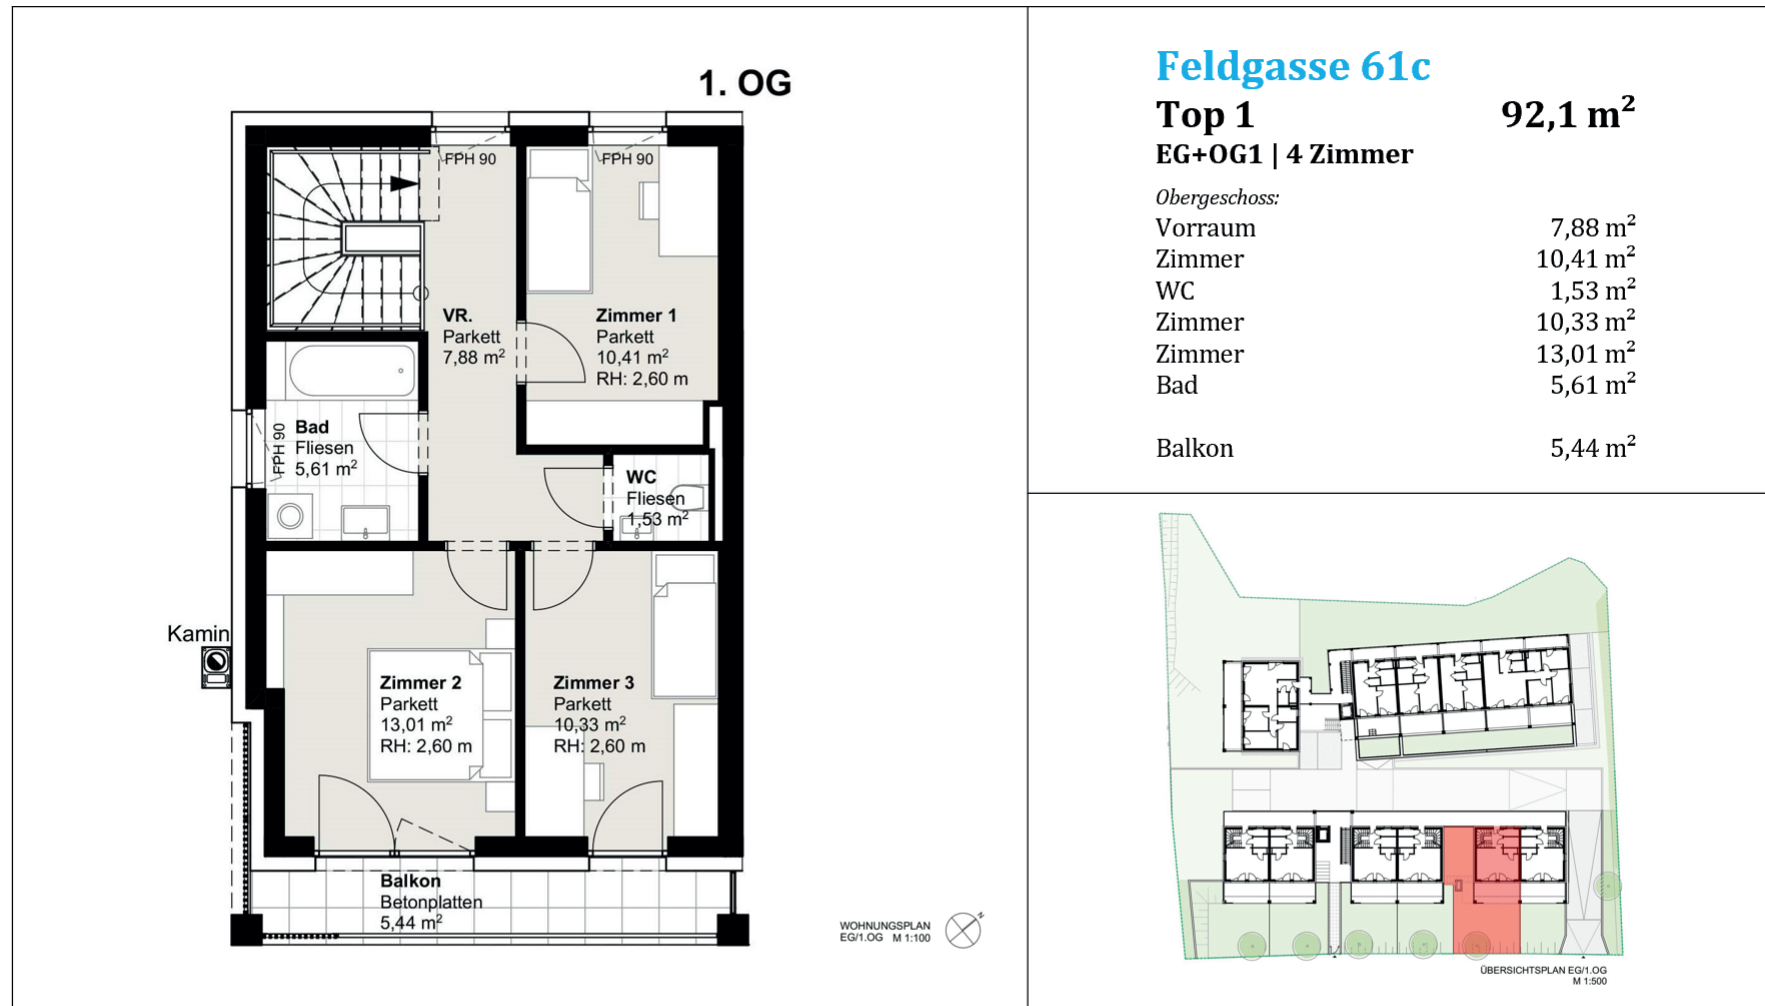 1. OG
FPH 90
FPH 90
VR.
Parkett
7,88 m²
Zimmer 1
Parkett
10,41 m²
RH: 2,60 m
FPH 90
Bad
Fliesen
5,61 m²
WC
Fliesen
1,53 m²
Kamin
Zimmer 2
Parkett
13,01 m²
RH: 2,60 m
Zimmer 3
Parkett
10,33 m²
RH: 2,60 m
Balkon
Betonplatten
5,44 m²
WOHNUNGSPLAN
EG/1.OG M 1:100
N
Feldgasse 61c
Top 1 92,1 m²
EG+OG1 | 4 Zimmer
Obergeschoss:
Vorraum 7,88 m²
Zimmer 10,41 m²
WC 1,53 m²
Zimmer 10,33 m²
Zimmer 13,01 m²
Bad 5,61 m²
Balkon 5,44 m²
ÜBERSICHTSPLAN EG/1.OG
M 1:500